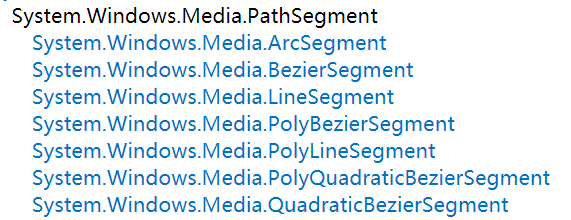 System.Windows.Media.PathSegment
System.Windows.Media.ArcSegment
System.Windows.Media.BezierSegment
System.Windows.Media.LineSegment
System.Windows.Media.PolyBezierSegment
System.Windows.Media.PolyLineSegment
System.Windows.Media.PolyQuadraticBezierSegment
System.Windows.Media.QuadraticBezierSegment